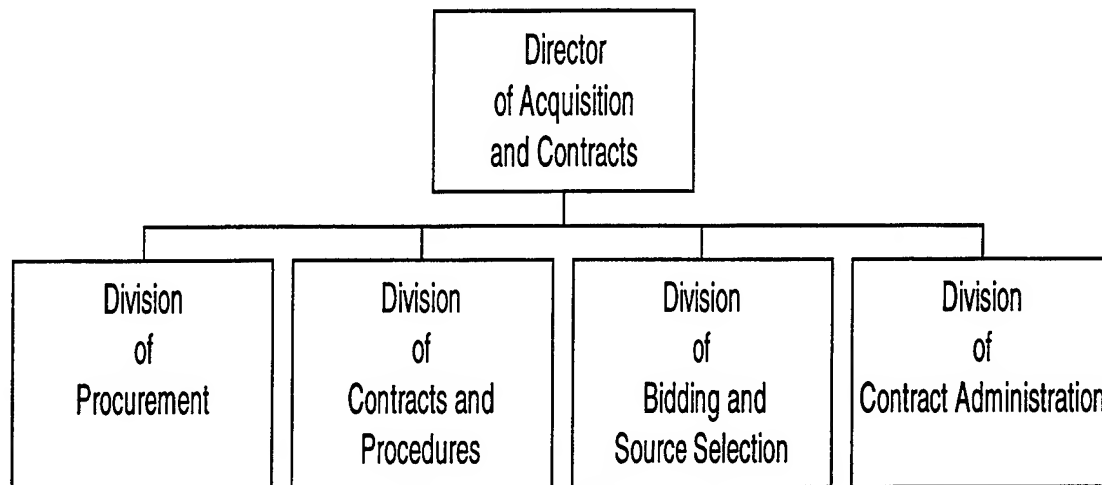 Director
of Acquisition
and Contracts
Division
of
Procurement
Division
of
Contracts and
Procedures
Division
of
Bidding and
Source Selection
Division
of
Contract Administration